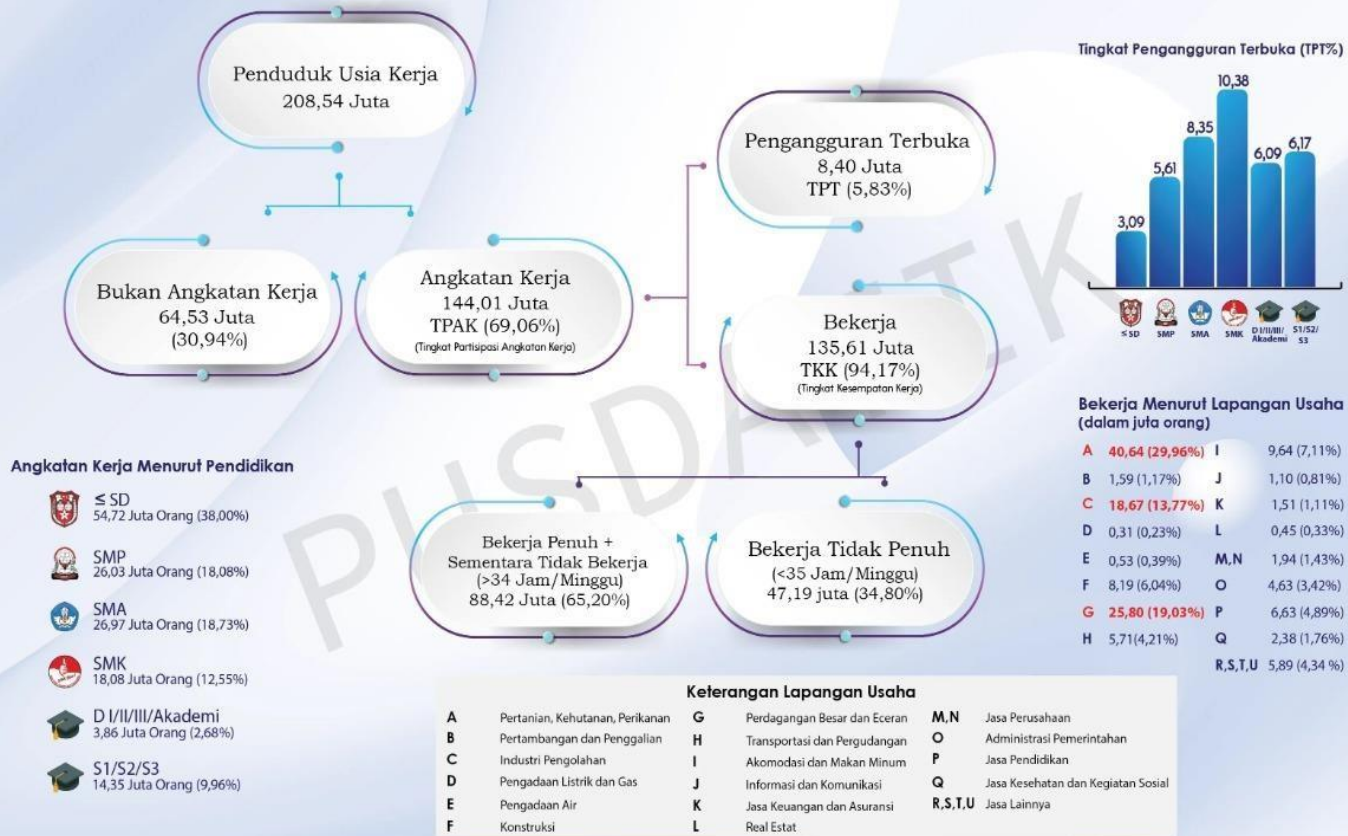 Penduduk Usia Kerja
208,54 Juta
Bukan Angkatan Kerja
64,53 Juta
(30,94%)
Angkatan Kerja
144,01 Juta
TPAK (69,06%)
(Tingkat Partisipasi Angkatan Kerja)
Pengangguran Terbuka
8,40 Juta
TPT (5,83%)
Bekerja
135,61 Juta
TKK (94,17%)
(Tingkat Kesempatan Kerja)
Bekerja Penuh +
Sementara Tidak Bekerja
(>34 Jam/Minggu)
88,42 Juta (65,20%)
Bekerja Tidak Penuh
(<35 Jam/Minggu)
47,19 juta (34,80%)
Tingkat Pengangguran Terbuka (TPT%)
3,09
5,61
8,35
10,38
6,09
6,17
≤ SD
SMP
SMA
SMK
D I/II/III/
Akademi
S1/S2/
S3
Angkatan Kerja Menurut Pendidikan
≤ SD
54,72 Juta Orang (38,00%)
SMP
26,03 Juta Orang (18,08%)
SMA
26,97 Juta Orang (18,73%)
SMK
18,08 Juta Orang (12,55%)
D I/II/III/Akademi
3,86 Juta Orang (2,68%)
S1/S2/S3
14,35 Juta Orang (9,96%)
Bekerja Menurut Lapangan Usaha
(dalam juta orang)
A 40,64 (29,96%) I 9,64 (7,11%)
B 1,59 (1,17%) J 1,10 (0,81%)
C 18,67 (13,77%) K 1,51 (1,11%)
D 0,31 (0,23%) L 0,45 (0,33%)
E 0,53 (0,39%) M,N 1,94 (1,43%)
F 8,19 (6,04%) O 4,63 (3,42%)
G 25,80 (19,03%) P 6,63 (4,89%)
H 5,71(4,21%) Q 2,38 (1,76%)
R,S,T,U 5,89 (4,34 %)
Keterangan Lapangan Usaha
A Pertanian, Kehutanan, Perikanan G Perdagangan Besar dan Eceran M,N Jasa Perusahaan
B Pertambangan dan Penggalian H Transportasi dan Pergudangan O Administrasi Pemerintahan
C Industri Pengolahan I Akomodasi dan Makan Minum P Jasa Pendidikan
D Pengadaan Listrik dan Gas J Informasi dan Komunikasi Q Jasa Kesehatan dan Kegiatan Sosial
E Pengadaan Air K Jasa Keuangan dan Asuransi R,S,T,U Jasa Lainnya
F Konstruksi L Real Estat